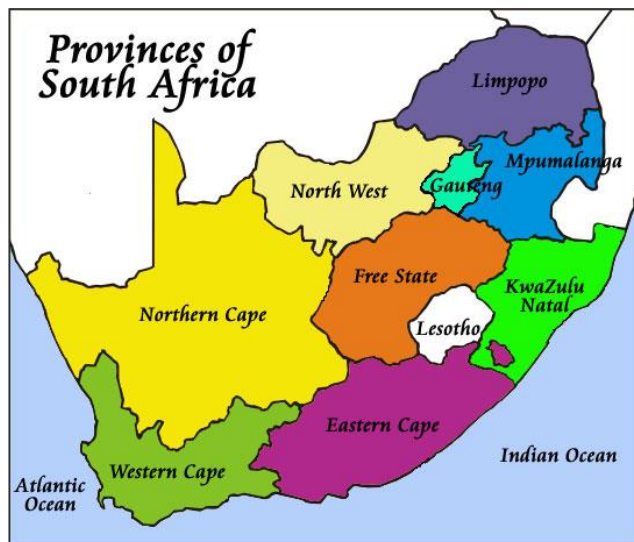 Provinces of
South Africa
Limpopo
Mpumalanga
Gauteng
North West
Free State
KwaZulu
Natal
Northern Cape
Lesotho
Eastern Cape
Indian Ocean
Western Cape
Atlantic
Ocean